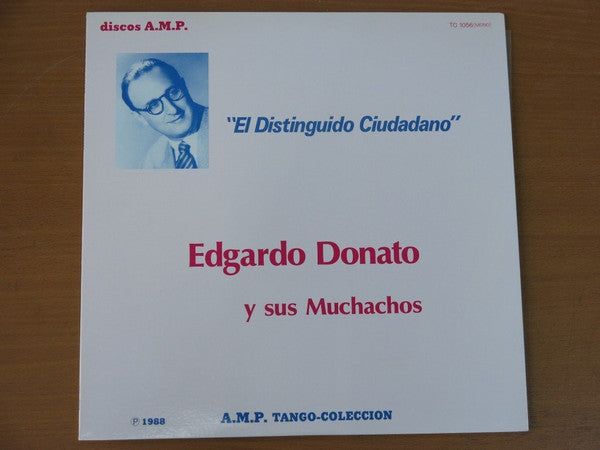 discos A.M.P.
TC 1056(MONO)
"El Distinguido Ciudadano"
Edgardo Donato
y sus Muchachos
℗ 1988
A.M.P. TANGO-COLECCION